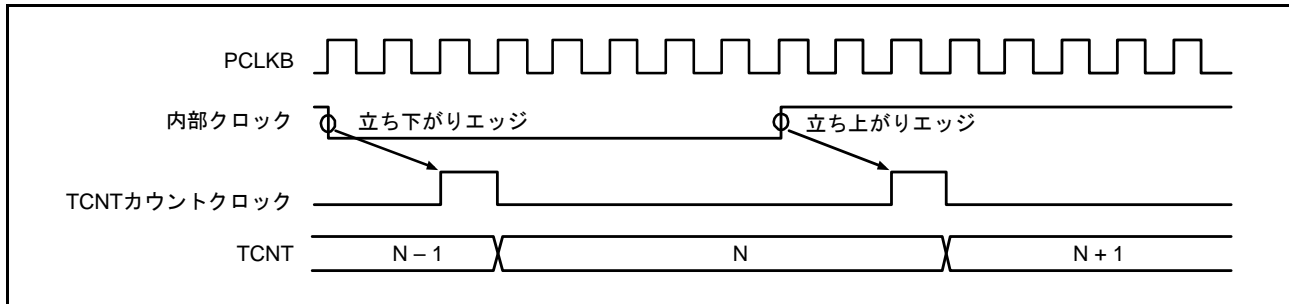 PCLKB
内部クロック
立ち下がりエッジ
立ち上がりエッジ
TCNTカウントクロック
TCNT
N – 1
N
N + 1